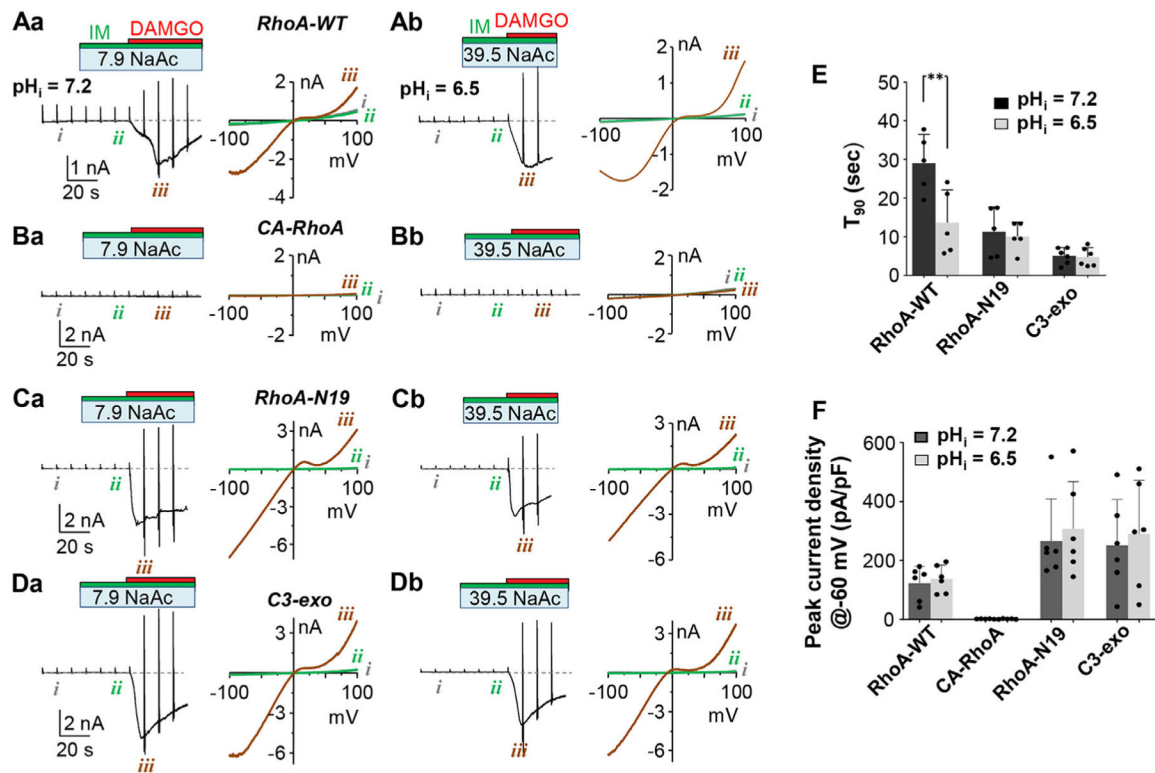 Aa
IM DAMGO
7.9 NaAc
pHi = 7.2
i ii iii
1 nA
20 s
RhoA-WT
nA
2
-100 100
mV
-2
-4
iii
i
ii
Ab
IM DAMGO
39.5 NaAc
pHi = 6.5
i ii iii
nA
2
1
-100 100
mV
-1
-2
iii
ii
i
Ba
7.9 NaAc
i ii iii
2 nA
20 s
CA-RhoA
nA
2
-100 100
mV
-2
iii
ii
i
Bb
39.5 NaAc
i ii iii
nA
2
-100 100
mV
-2
ii
i
iii
Ca
7.9 NaAc
i ii
iii
2 nA
20 s
RhoA-N19
nA
3
-100 100
mV
-3
-6
iii
ii
i
Cb
39.5 NaAc
i ii
iii
nA
3
-100 100
mV
-3
-6
iii
ii
i
Da
7.9 NaAc
i ii
iii
2 nA
20 s
C3-exo
nA
3
-100 100
mV
-3
-6
iii
ii
i
Db
39.5 NaAc
i ii
iii
nA
3
-100 100
mV
-3
-6
iii
ii
i
E
**
pHi = 7.2
pHi = 6.5
T90 (sec)
50
40
30
20
10
0
RhoA-WT
RhoA-N19
C3-exo
F
pHi = 7.2
pHi = 6.5
Peak current density
@-60 mV (pA/pF)
600
400
200
0
RhoA-WT
CA-RhoA
RhoA-N19
C3-exo